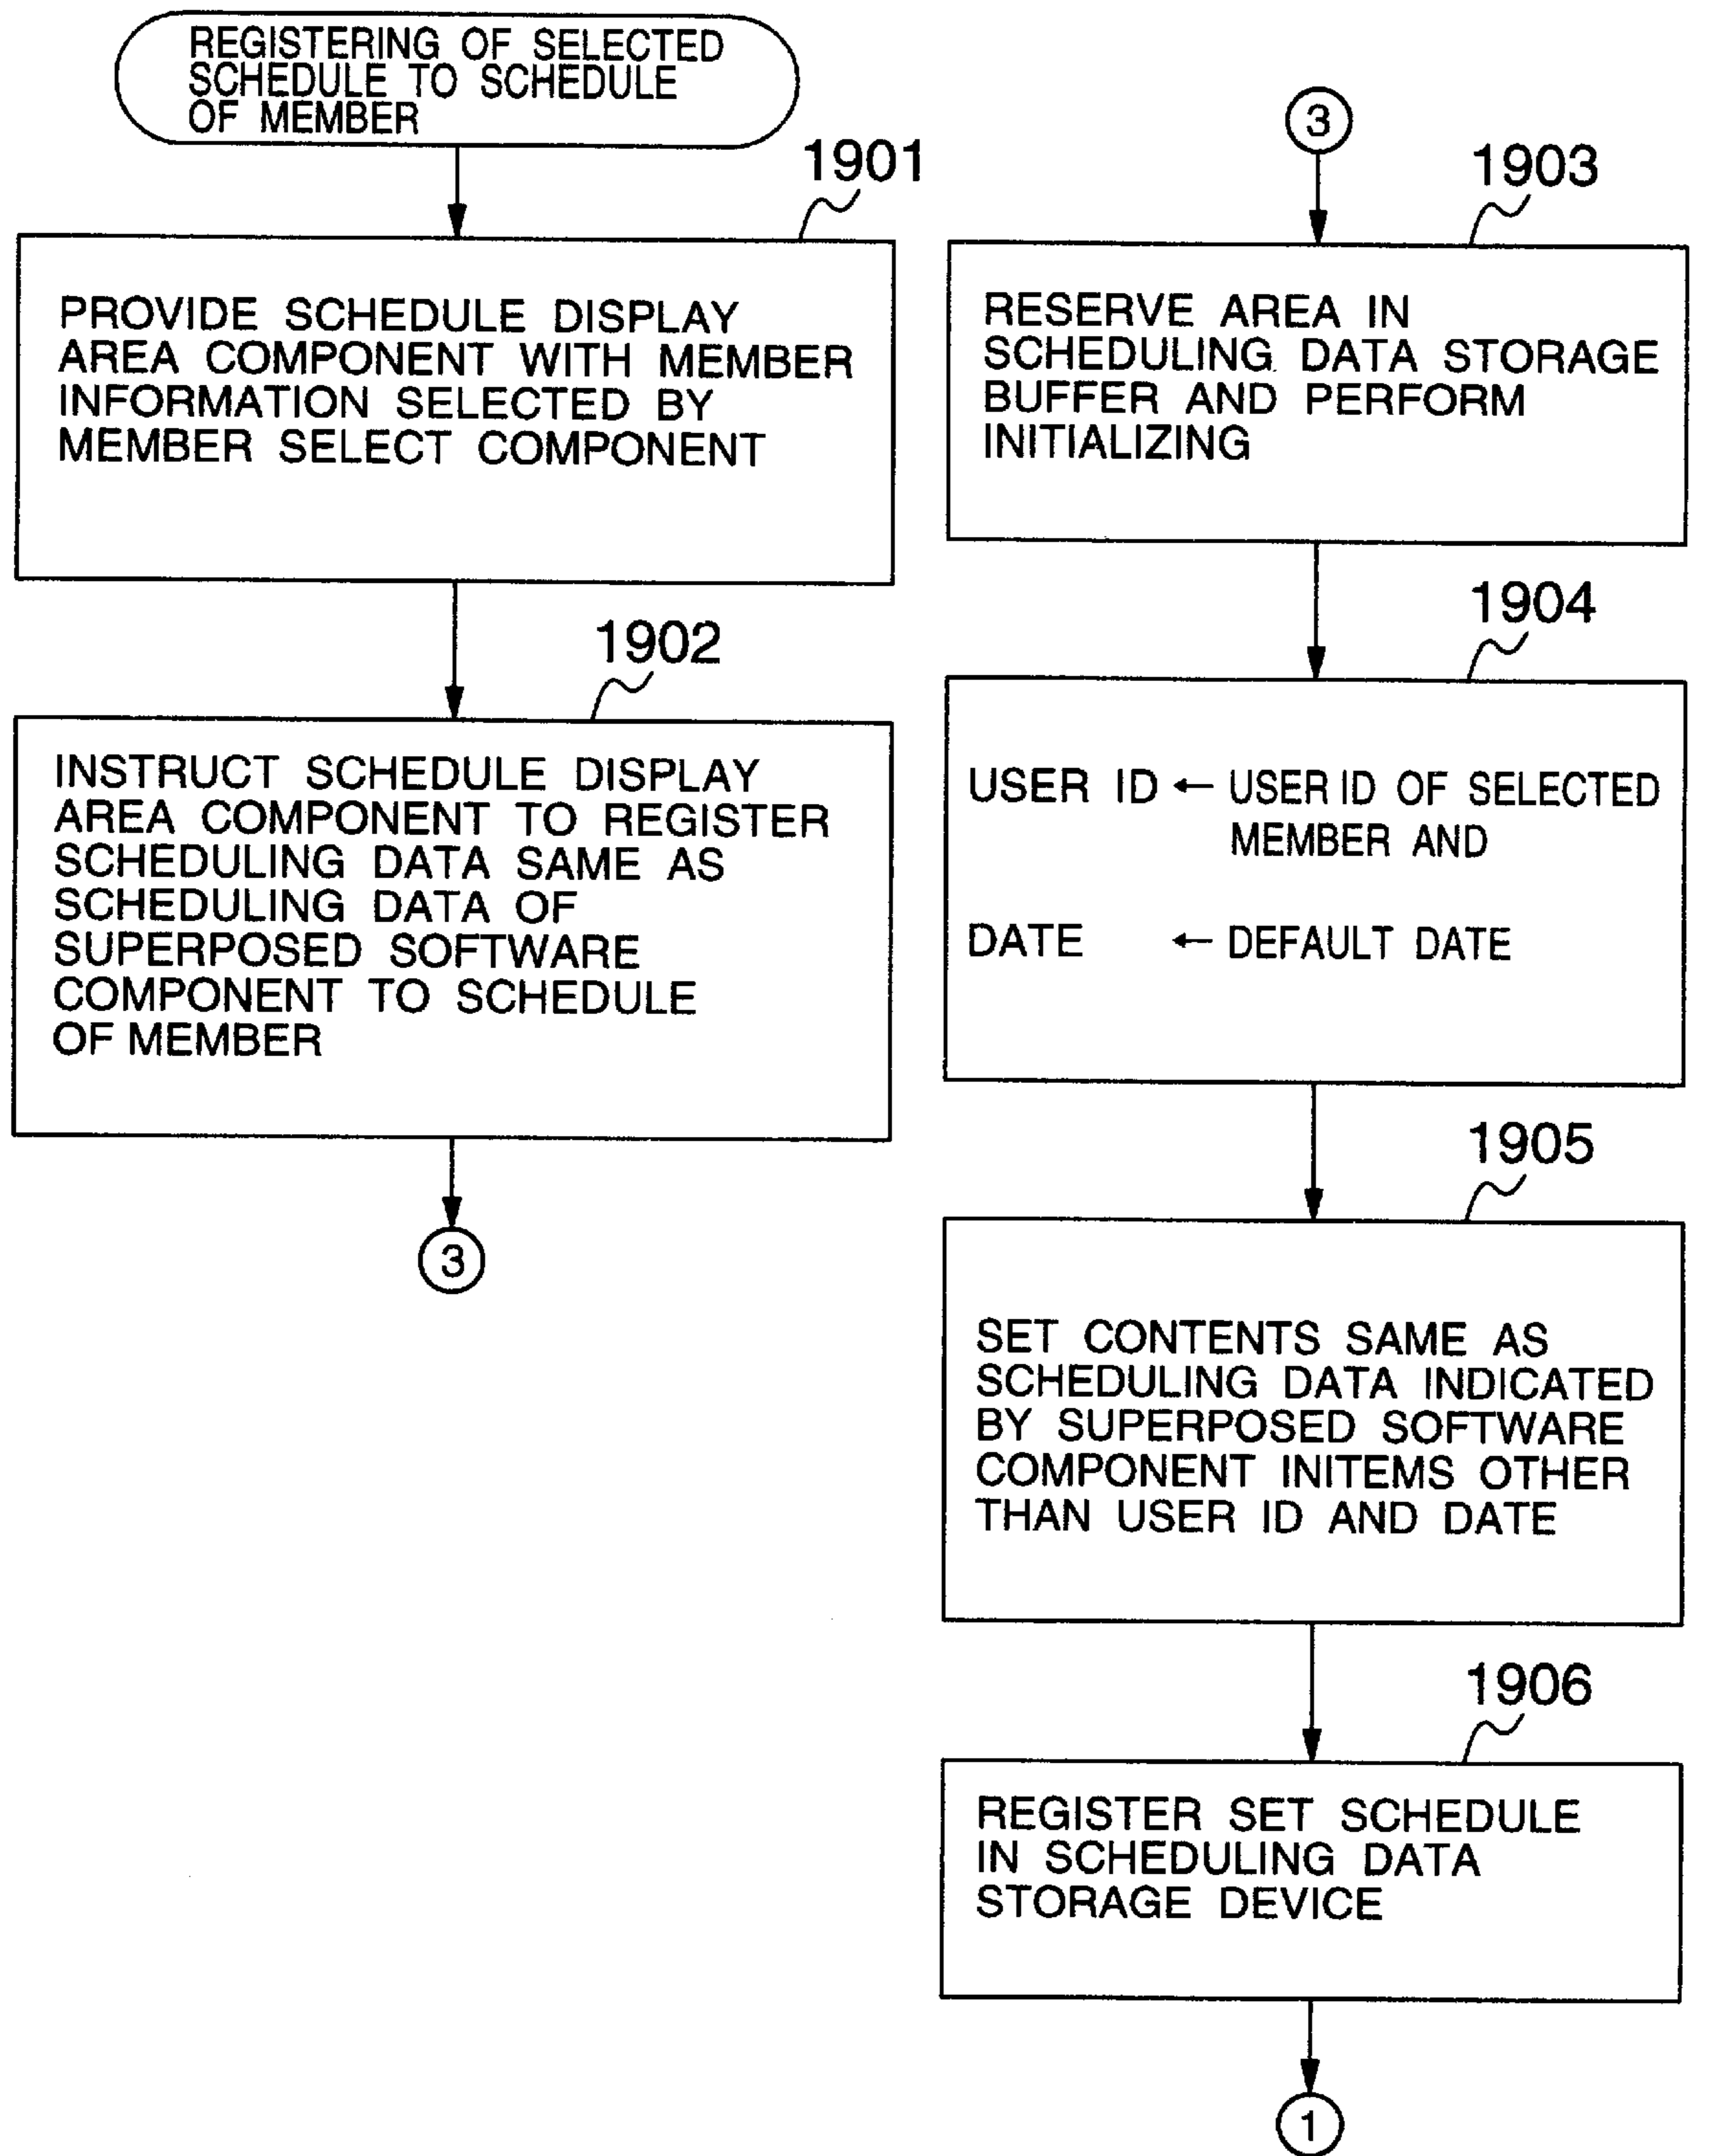 REGISTERING OF SELECTED
SCHEDULE TO SCHEDULE
OF MEMBER
1901
PROVIDE SCHEDULE DISPLAY
AREA COMPONENT WITH MEMBER
INFORMATION SELECTED BY
MEMBER SELECT COMPONENT
1902
INSTRUCT SCHEDULE DISPLAY
AREA COMPONENT TO REGISTER
SCHEDULING DATA SAME AS
SCHEDULING DATA OF
SUPERPOSED SOFTWARE
COMPONENT TO SCHEDULE
OF MEMBER
3
3
1903
RESERVE AREA IN
SCHEDULING DATA STORAGE
BUFFER AND PERFORM
INITIALIZING
1904
USER ID ← USER ID OF SELECTED
MEMBER AND
DATE ← DEFAULT DATE
1905
SET CONTENTS SAME AS
SCHEDULING DATA INDICATED
BY SUPERPOSED SOFTWARE
COMPONENT INITEMS OTHER
THAN USER ID AND DATE
1906
REGISTER SET SCHEDULE
IN SCHEDULING DATA
STORAGE DEVICE
1